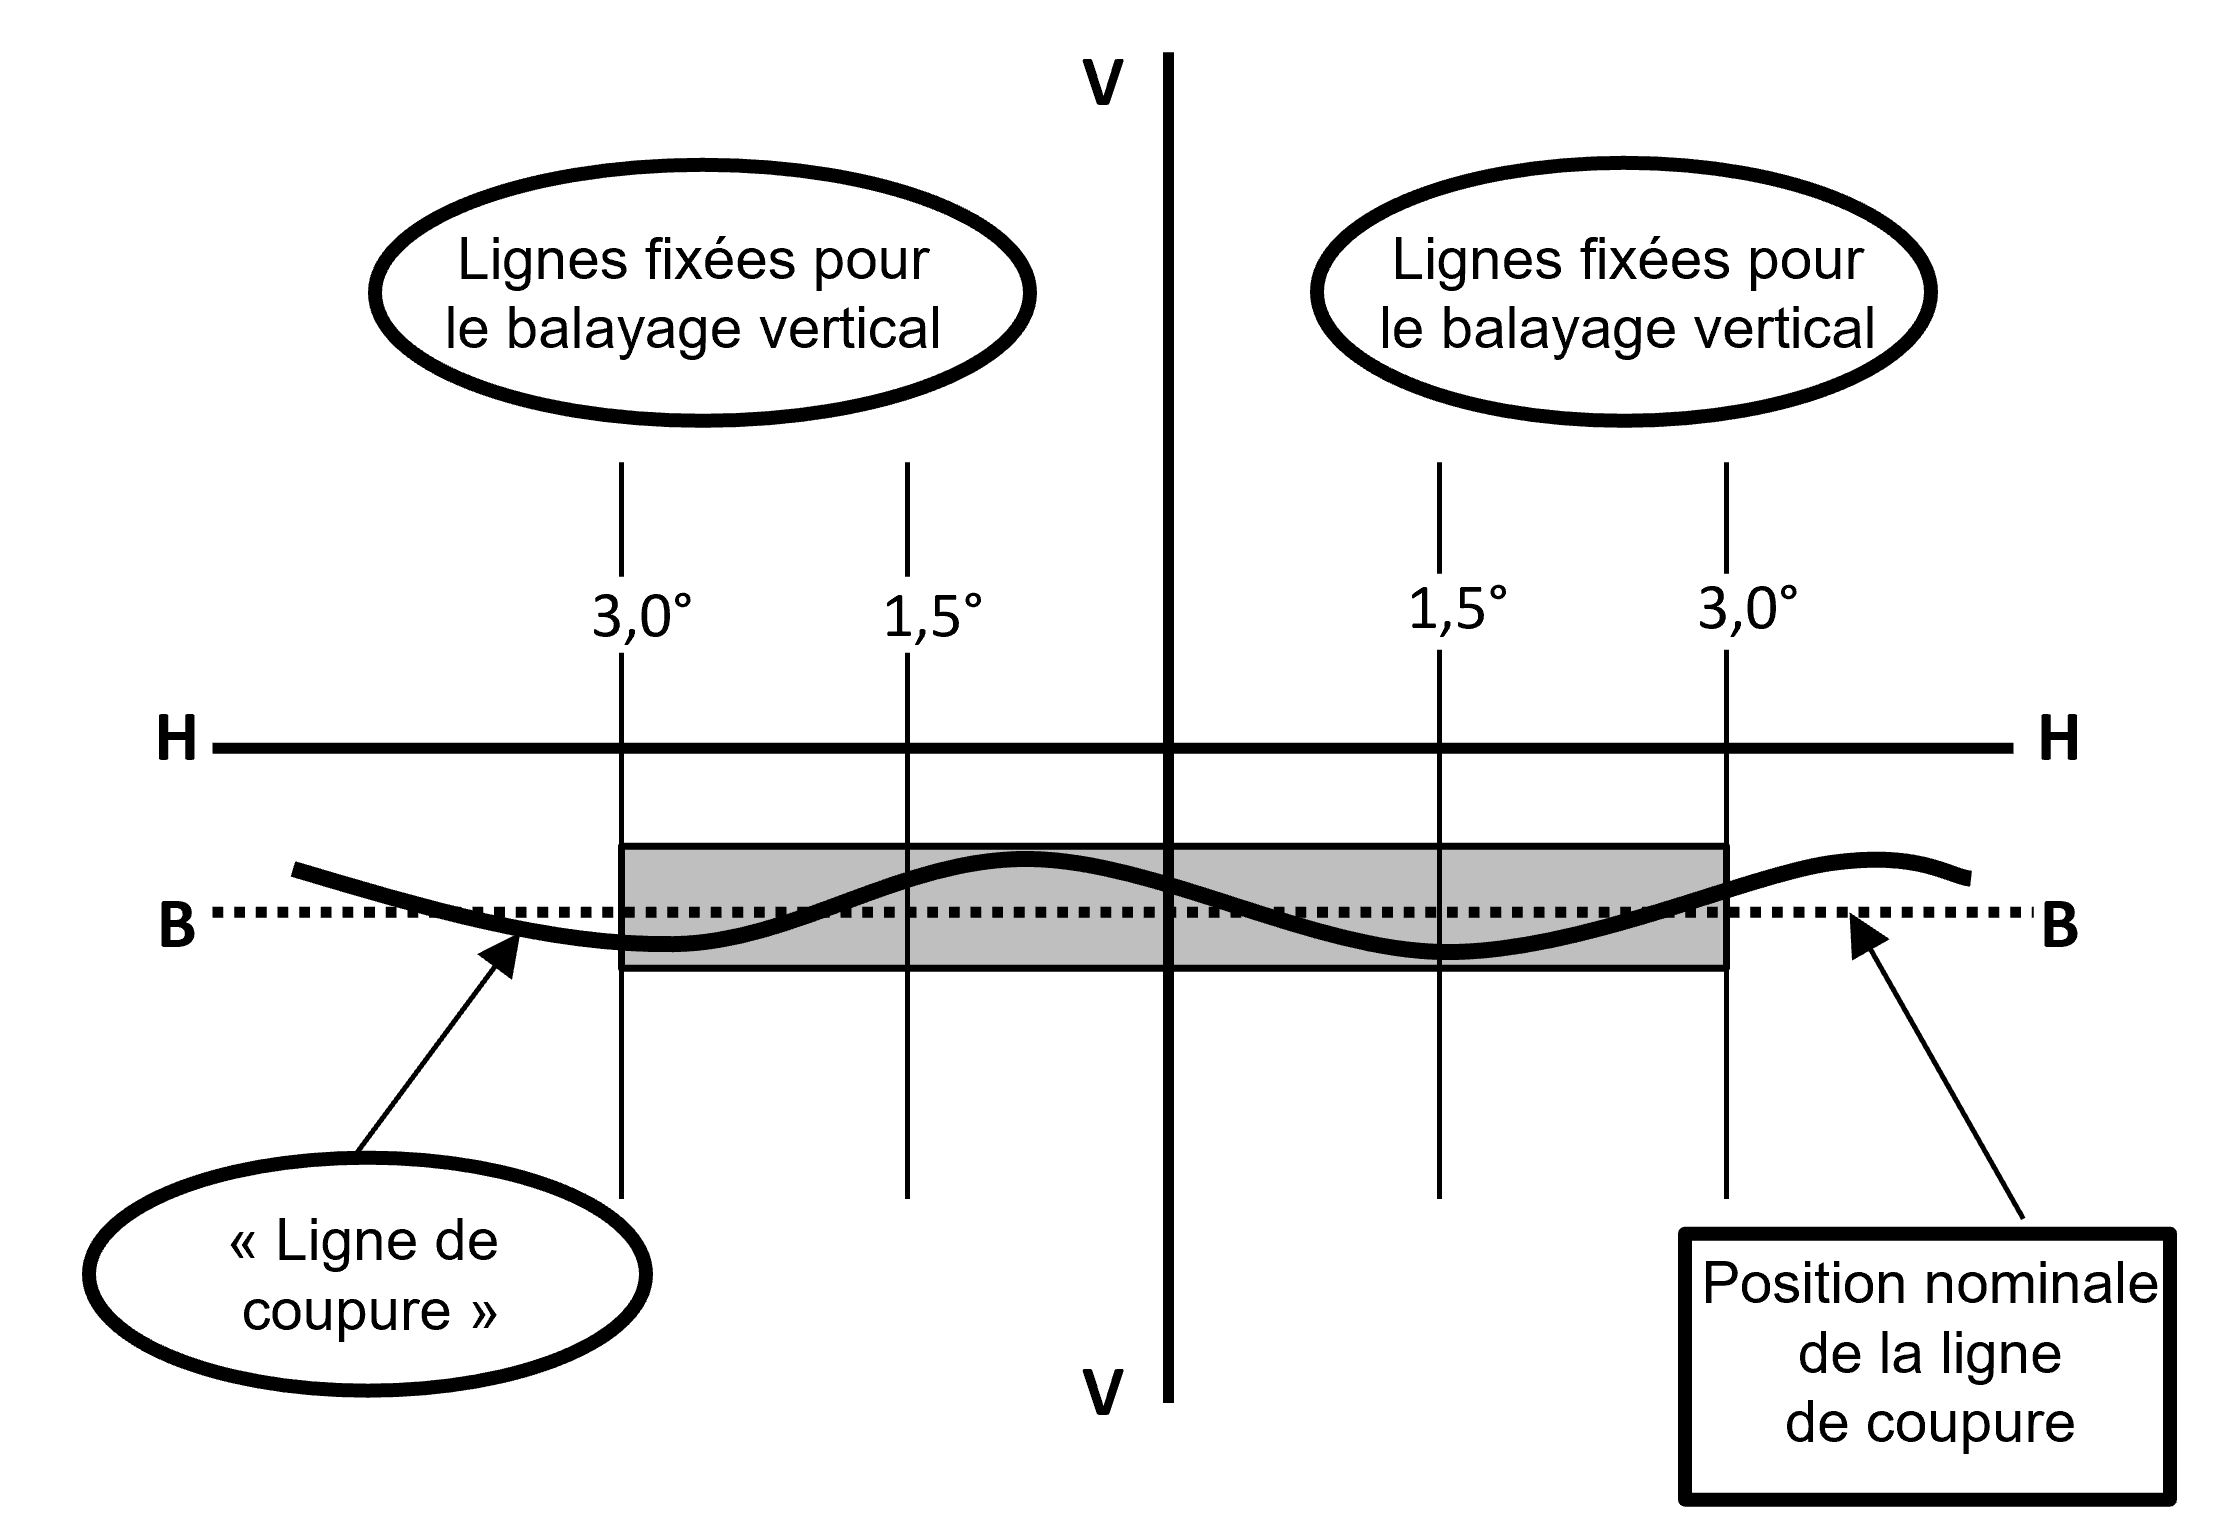 V
Lignes fixées pour
le balayage vertical
Lignes fixées pour
le balayage vertical
3,0° 1,5° 1,5° 3,0°
H H
B B
« Ligne de
coupure »
Position nominale
de la ligne
de coupure
V